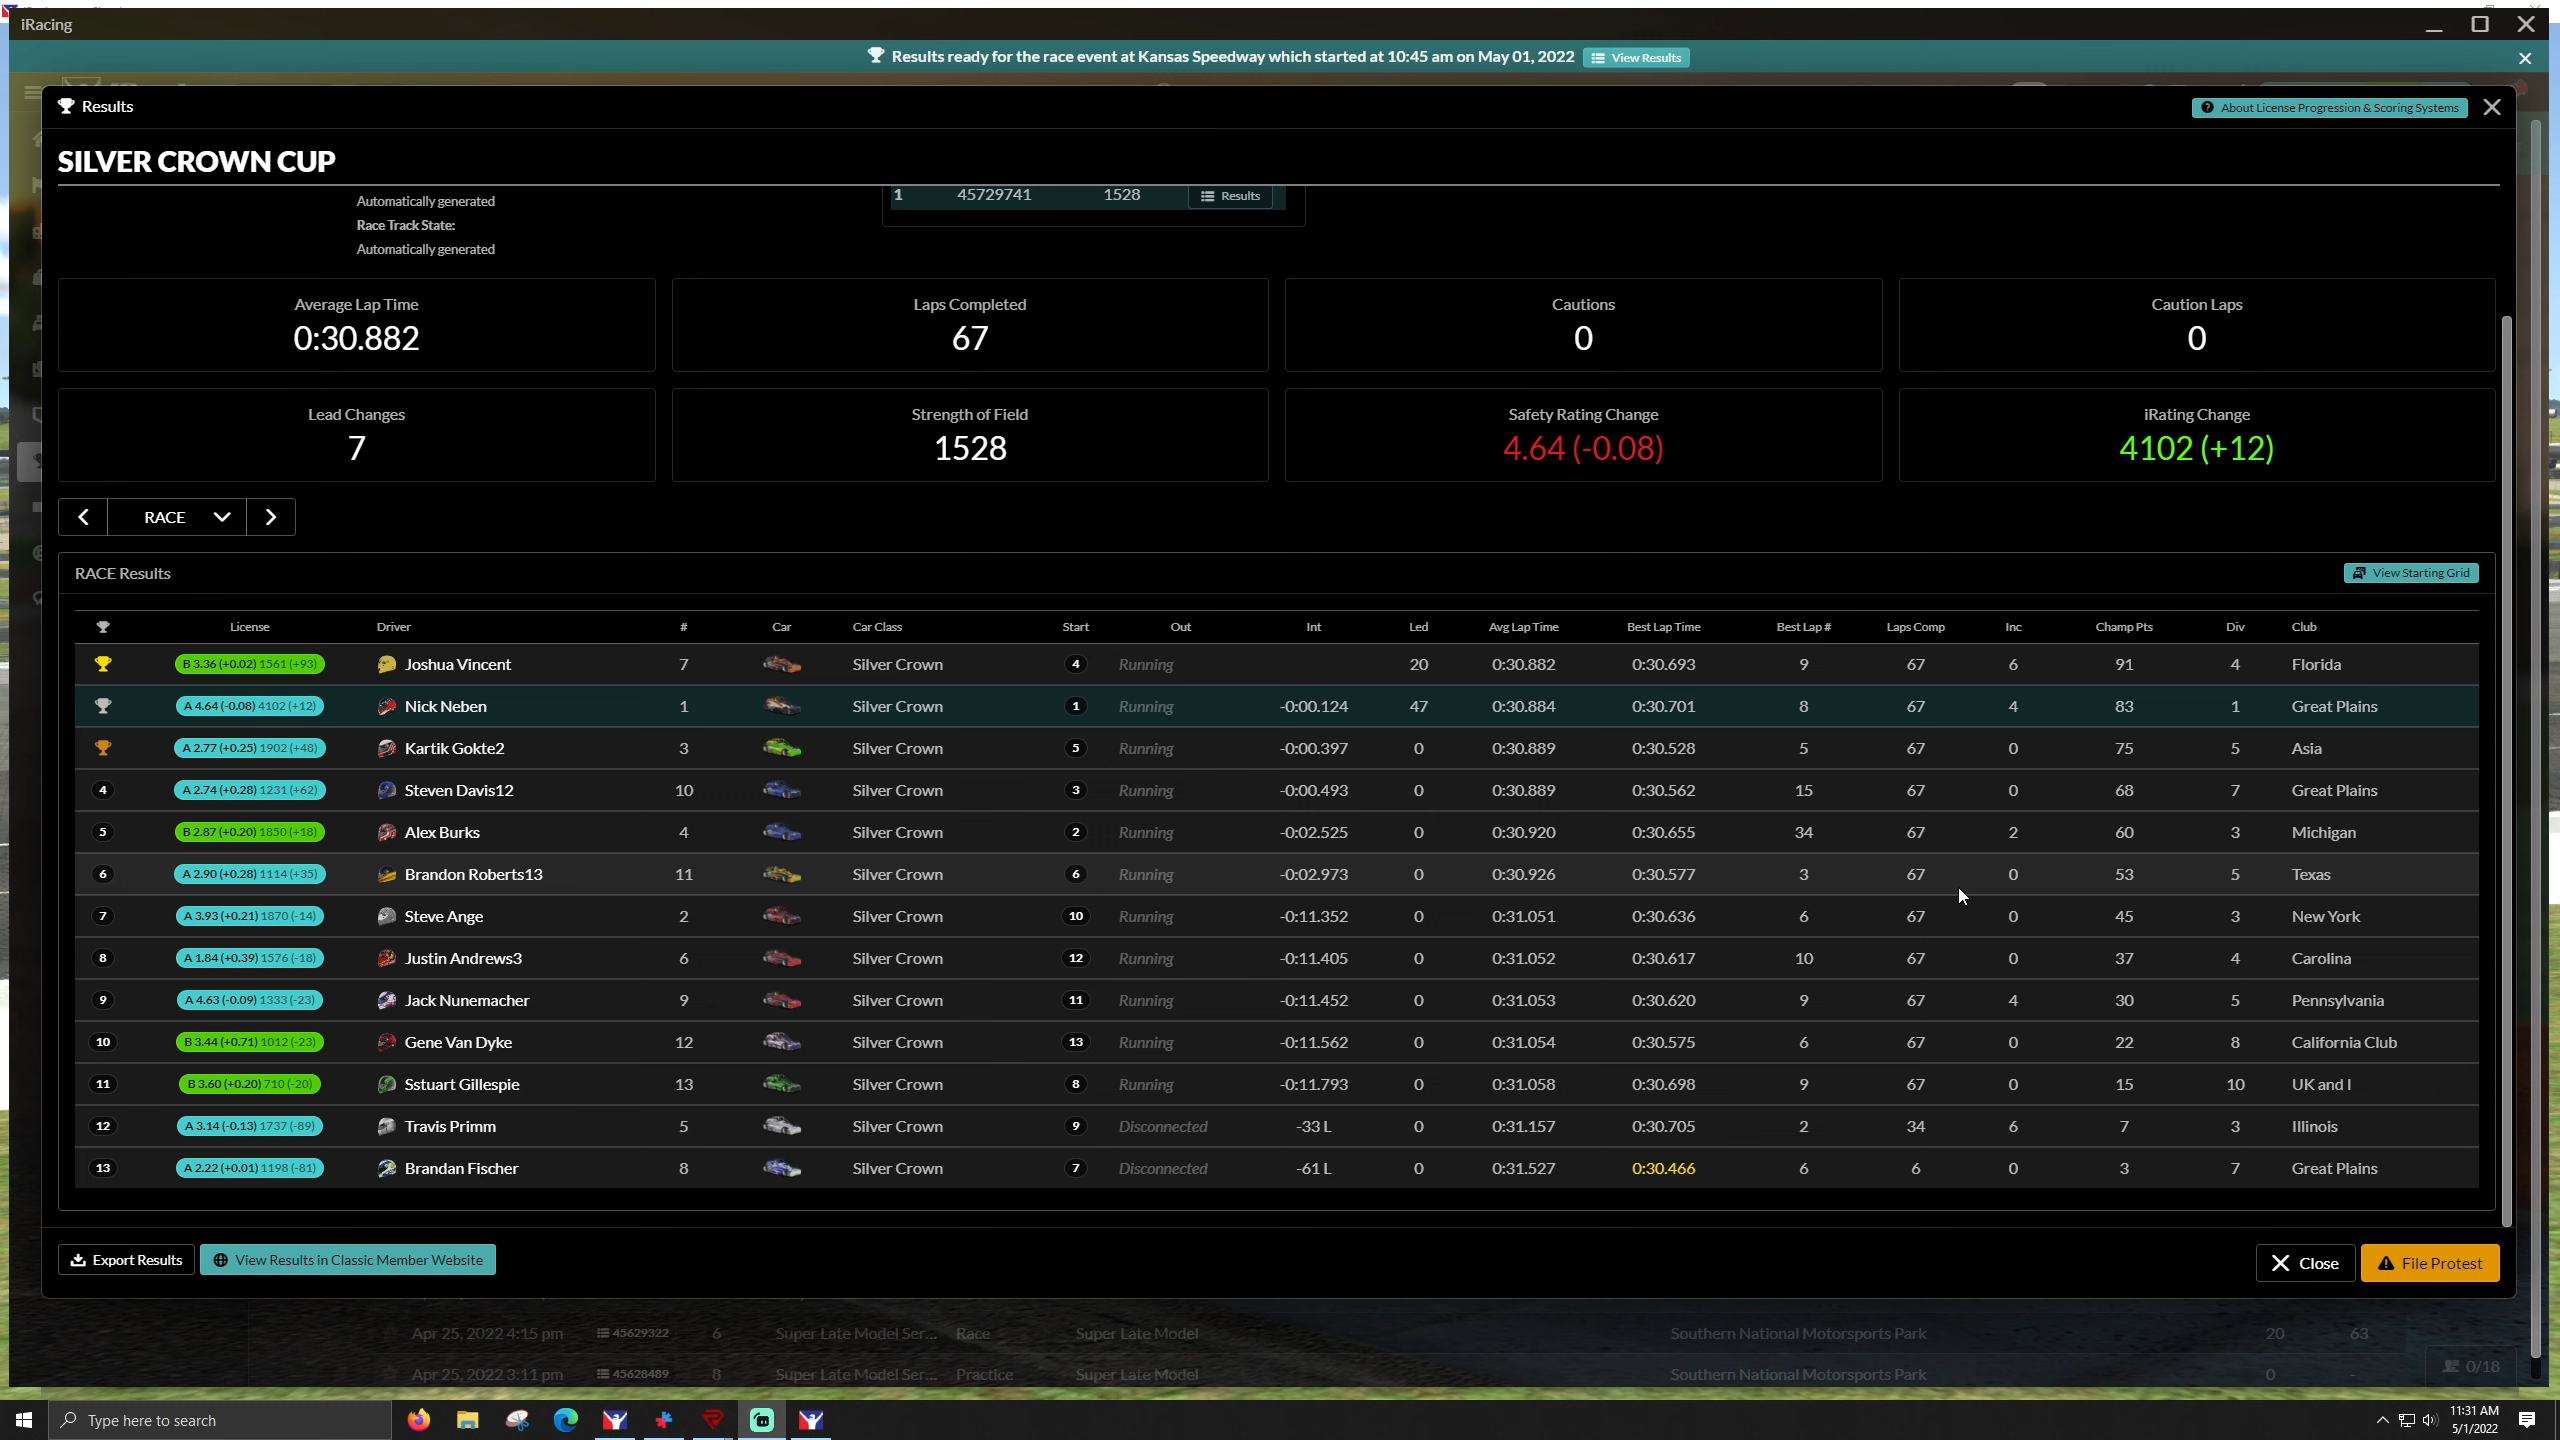 iRacing
Results ready for the race event at Kansas Speedway which started at 10:45 am on May 01, 2022 View Results
Results
About License Progression & Scoring Systems
SILVER CROWN CUP
Automatically generated
1 45729741 1528 Results
Race Track State:
Automatically generated
Average Lap Time Laps Completed Cautions Caution Laps
0:30.882 67 0 0
Lead Changes Strength of Field Safety Rating Change iRating Change
7 1528 4.64 (-0.08) 4102 (+12)
RACE
RACE Results View Starting Grid
License Driver # Car Car Class Start Out Int Led Avg Lap Time Best Lap Time Best Lap # Laps Comp Inc Champ Pts Div Club
B 3.36 (+0.02) 1561 (+93) Joshua Vincent 7 Silver Crown 4 Running 20 0:30.882 0:30.693 9 67 6 91 4 Florida
A 4.64 (-0.08) 4102 (+12) Nick Neben 1 Silver Crown 1 Running -0:00.124 47 0:30.884 0:30.701 8 67 4 83 1 Great Plains
A 2.77 (+0.25) 1902 (+48) Kartik Gokte2 3 Silver Crown 5 Running -0:00.397 0 0:30.889 0:30.528 5 67 0 75 5 Asia
4 A 2.74 (+0.28) 1231 (+62) Steven Davis12 10 Silver Crown 3 Running -0:00.493 0 0:30.889 0:30.562 15 67 0 68 7 Great Plains
5 B 2.87 (+0.20) 1850 (+18) Alex Burks 4 Silver Crown 2 Running -0:02.525 0 0:30.920 0:30.655 34 67 2 60 3 Michigan
6 A 2.90 (+0.28) 1114 (+35) Brandon Roberts13 11 Silver Crown 6 Running -0:02.973 0 0:30.926 0:30.577 3 67 0 53 5 Texas
7 A 3.93 (+0.21) 1870 (-14) Steve Ange 2 Silver Crown 10 Running -0:11.352 0 0:31.051 0:30.636 6 67 0 45 3 New York
8 A 1.84 (+0.39) 1576 (-18) Justin Andrews3 6 Silver Crown 12 Running -0:11.405 0 0:31.052 0:30.617 10 67 0 37 4 Carolina
9 A 4.63 (-0.09) 1333 (-23) Jack Nunemacher 9 Silver Crown 11 Running -0:11.452 0 0:31.053 0:30.620 9 67 4 30 5 Pennsylvania
10 B 3.44 (+0.71) 1012 (-23) Gene Van Dyke 12 Silver Crown 13 Running -0:11.562 0 0:31.054 0:30.575 6 67 0 22 8 California Club
11 B 3.60 (+0.20) 710 (-20) Sstuart Gillespie 13 Silver Crown 8 Running -0:11.793 0 0:31.058 0:30.698 9 67 0 15 10 UK and I
12 A 3.14 (-0.13) 1737 (-89) Travis Primm 5 Silver Crown 9 Disconnected -33 L 0 0:31.157 0:30.705 2 34 6 7 3 Illinois
13 A 2.22 (+0.01) 1198 (-81) Brandan Fischer 8 Silver Crown 7 Disconnected -61 L 0 0:31.527 0:30.466 6 6 0 3 7 Great Plains
Export Results View Results in Classic Member Website Close File Protest
Apr 25, 2022 4:15 pm 45629322 6 Super Late Model Ser... Race Super Late Model Southern National Motorsports Park 20 63
Apr 25, 2022 3:11 pm 45628489 8 Super Late Model Ser... Practice Super Late Model Southern National Motorsports Park 0 -
0/18
Type here to search
11:31 AM
5/1/2022